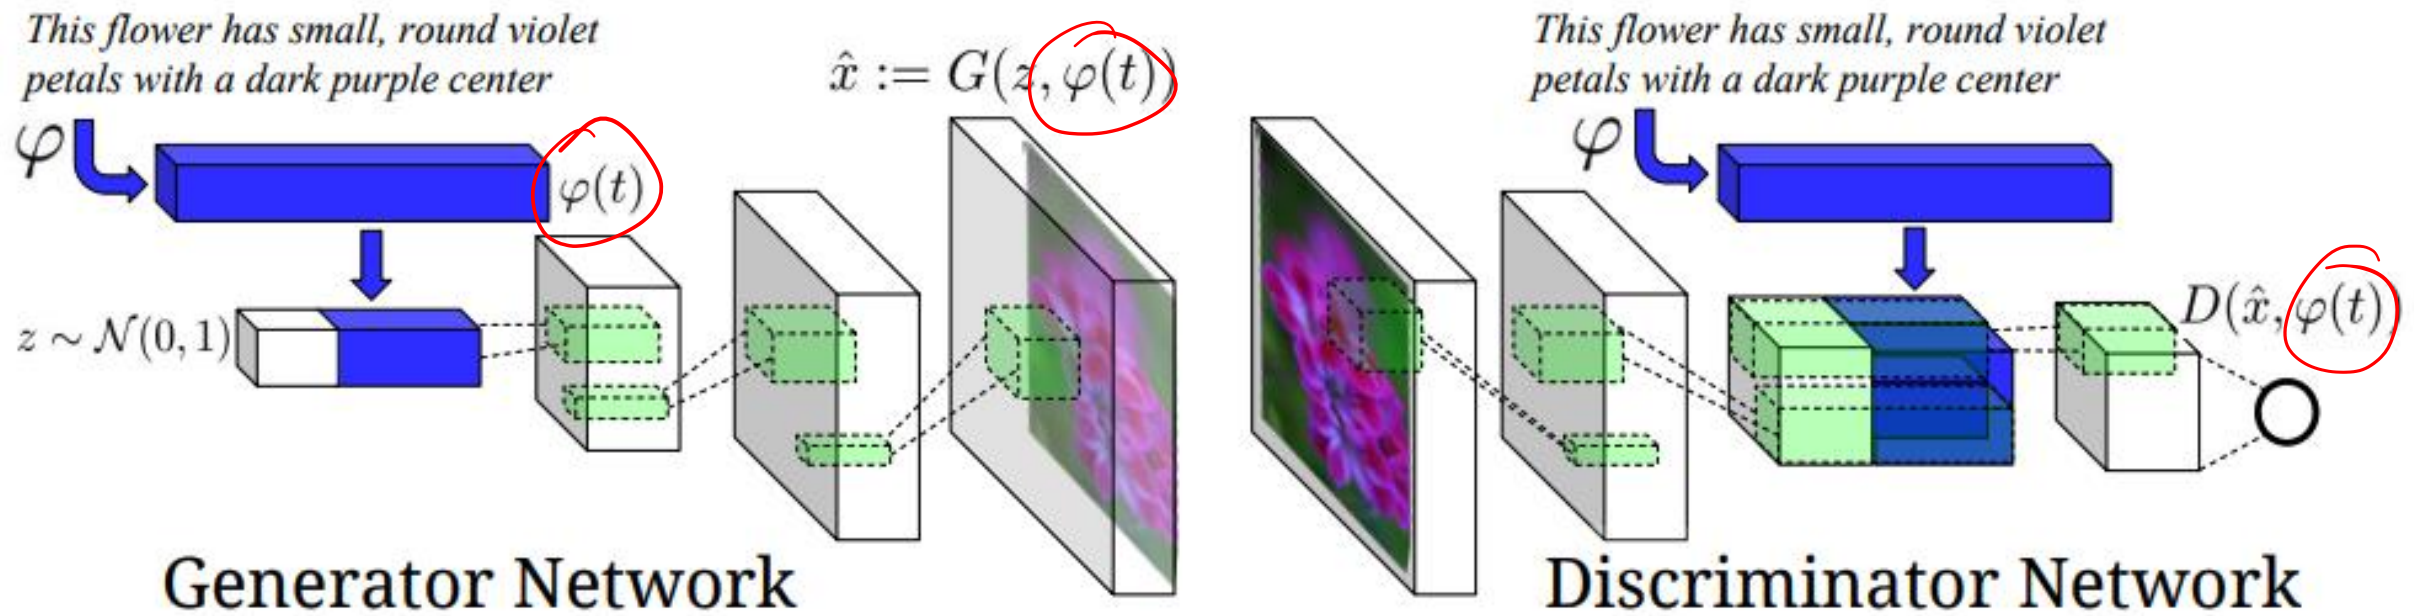 This flower has small, round violet
petals with a dark purple center
φ
φ(t)
z ∼ 𝒩(0, 1)
x̂ := G(z, φ(t))
Generator Network
This flower has small, round violet
petals with a dark purple center
φ
D(x̂, φ(t))
Discriminator Network